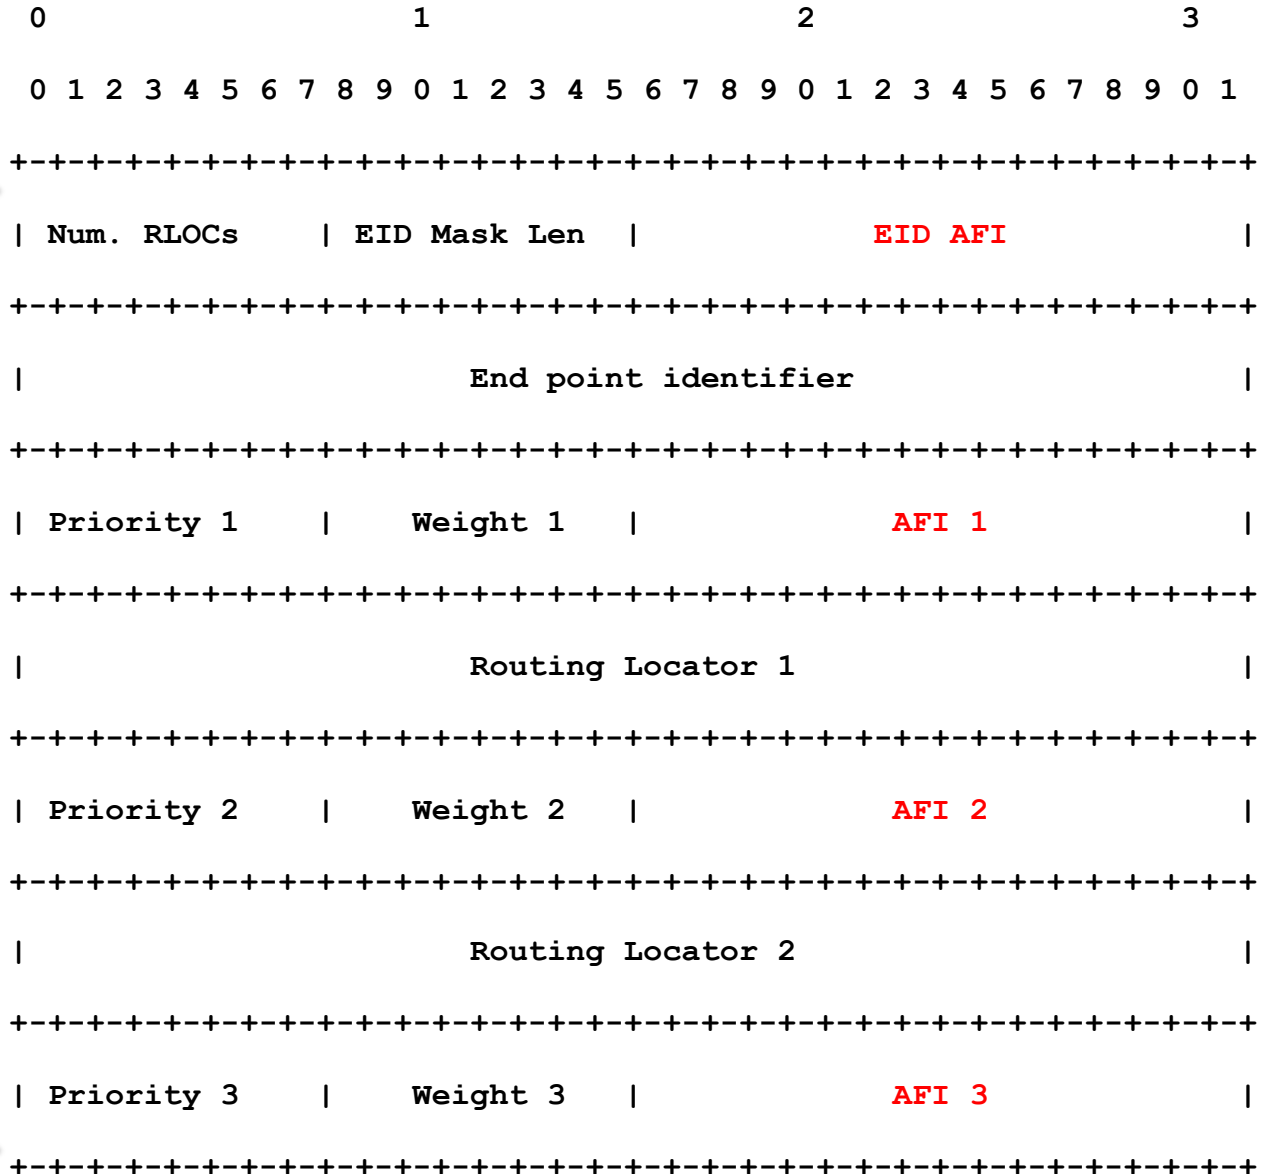 0 1 2 3
0 1 2 3 4 5 6 7 8 9 0 1 2 3 4 5 6 7 8 9 0 1 2 3 4 5 6 7 8 9 0 1
+-+-+-+-+-+-+-+-+-+-+-+-+-+-+-+-+-+-+-+-+-+-+-+-+-+-+-+-+-+-+-+-+
| Num. RLOCs | EID Mask Len | EID AFI |
+-+-+-+-+-+-+-+-+-+-+-+-+-+-+-+-+-+-+-+-+-+-+-+-+-+-+-+-+-+-+-+-+
| End point identifier |
+-+-+-+-+-+-+-+-+-+-+-+-+-+-+-+-+-+-+-+-+-+-+-+-+-+-+-+-+-+-+-+-+
| Priority 1 | Weight 1 | AFI 1 |
+-+-+-+-+-+-+-+-+-+-+-+-+-+-+-+-+-+-+-+-+-+-+-+-+-+-+-+-+-+-+-+-+
| Routing Locator 1 |
+-+-+-+-+-+-+-+-+-+-+-+-+-+-+-+-+-+-+-+-+-+-+-+-+-+-+-+-+-+-+-+-+
| Priority 2 | Weight 2 | AFI 2 |
+-+-+-+-+-+-+-+-+-+-+-+-+-+-+-+-+-+-+-+-+-+-+-+-+-+-+-+-+-+-+-+-+
| Routing Locator 2 |
+-+-+-+-+-+-+-+-+-+-+-+-+-+-+-+-+-+-+-+-+-+-+-+-+-+-+-+-+-+-+-+-+
| Priority 3 | Weight 3 | AFI 3 |
+-+-+-+-+-+-+-+-+-+-+-+-+-+-+-+-+-+-+-+-+-+-+-+-+-+-+-+-+-+-+-+-+